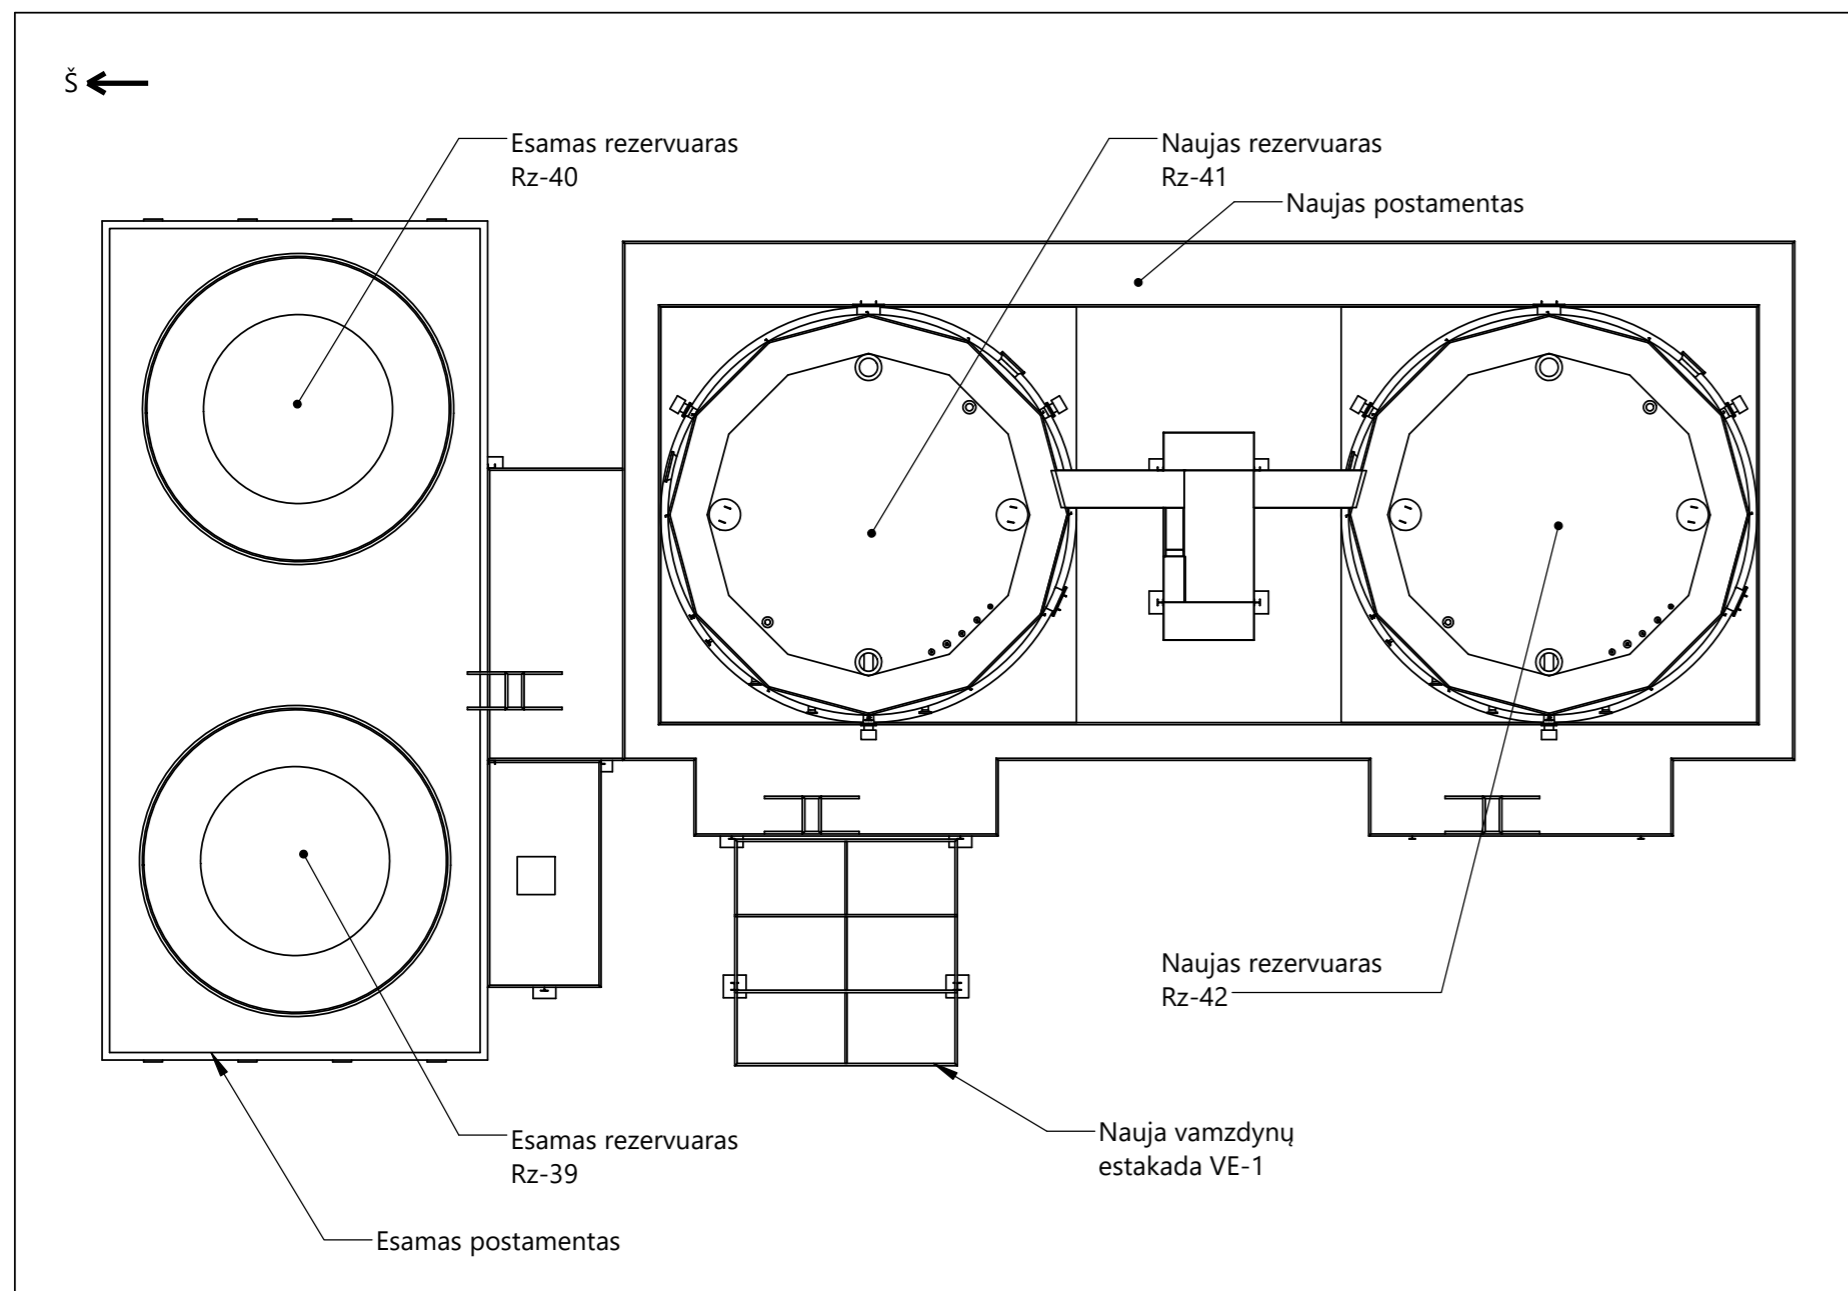 Š
Esamas rezervuaras
Rz-40
Naujas rezervuaras
Rz-41
Naujas postamentas
Naujas rezervuaras
Rz-42
Esamas rezervuaras
Rz-39
Nauja vamzdynų
estakada VE-1
Esamas postamentas